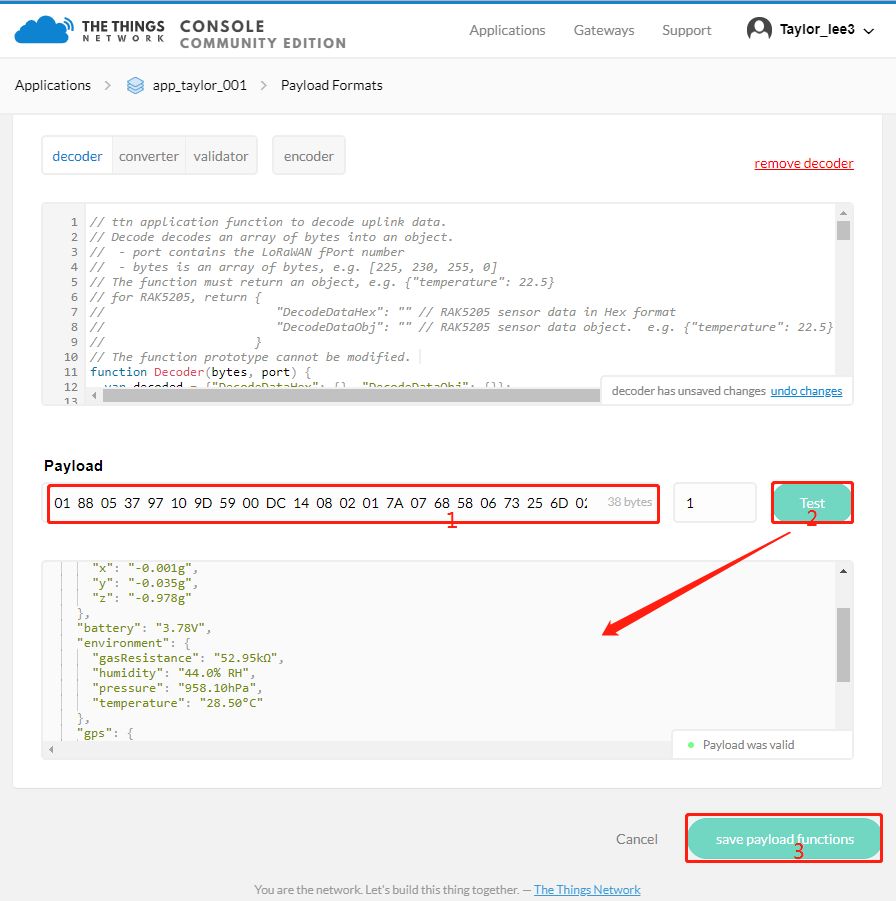 THE THINGS NETWORK CONSOLE COMMUNITY EDITION
Applications Gateways Support Taylor_lee3
Applications > app_taylor_001 > Payload Formats
decoder converter validator encoder
remove decoder
1 // ttn application function to decode uplink data.
2 // Decode decodes an array of bytes into an object.
3 //  - port contains the LoRaWAN fPort number
4 //  - bytes is an array of bytes, e.g. [225, 230, 255, 0]
5 // The function must return an object, e.g. {"temperature": 22.5}
6 // for RAK5205, return {
7 // "DecodeDataHex": "" // RAK5205 sensor data in Hex format
8 // "DecodeDataObj": "" // RAK5205 sensor data object.  e.g. {"temperature": 22.5}
9 // }
10 // The function prototype cannot be modified.
11 function Decoder(bytes, port) {
12 var decoded = {"DecodeDataHex": {}, "DecodeDataObj": {}};
13
decoder has unsaved changes undo changes
Payload
01 88 05 37 97 10 9D 59 00 DC 14 08 02 01 7A 07 68 58 06 73 25 6D 02 38 bytes 1 Test
1 2
"x": "-0.001g",
"y": "-0.035g",
"z": "-0.978g"
},
"battery": "3.78V",
"environment": {
"gasResistance": "52.95kΩ",
"humidity": "44.0% RH",
"pressure": "958.10hPa",
"temperature": "28.50°C"
},
"gps": {
Payload was valid
Cancel save payload functions
3
You are the network. Let's build this thing together. — The Things Network